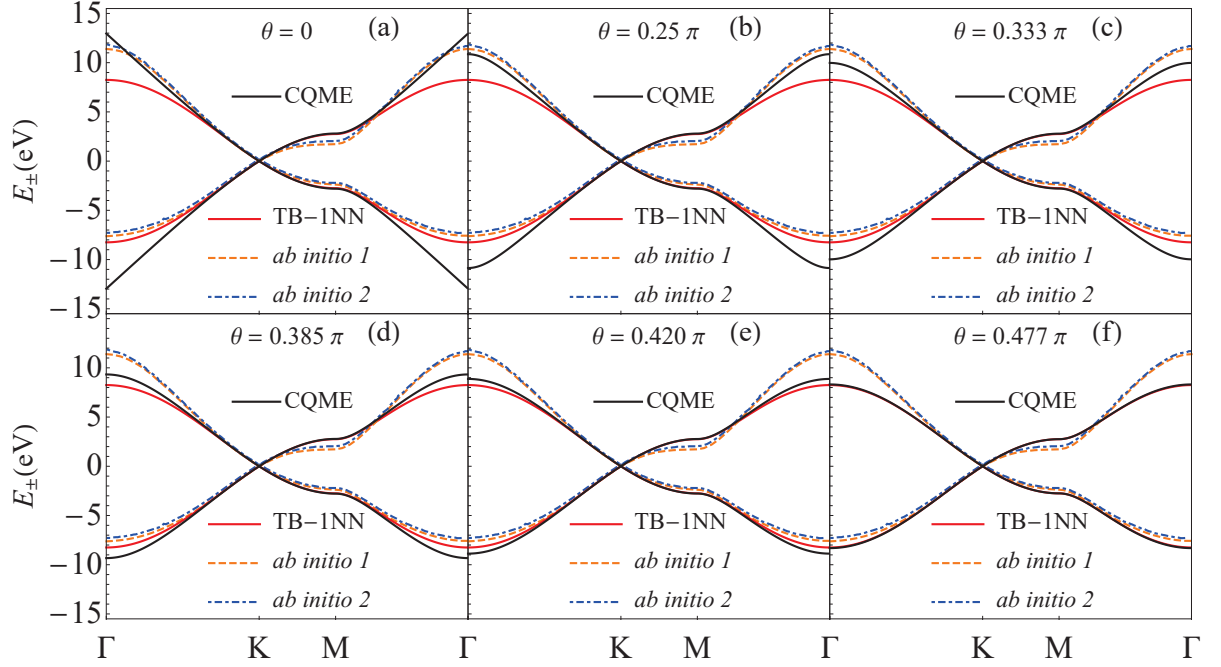 15
10
5
0
−5
−10
−15
E±(eV)
θ = 0
(a)
CQME
TB−1NN
ab initio 1
ab initio 2
θ = 0.25 π
(b)
CQME
TB−1NN
ab initio 1
ab initio 2
θ = 0.333 π
(c)
CQME
TB−1NN
ab initio 1
ab initio 2
10
5
0
−5
−10
−15
E±(eV)
θ = 0.385 π
(d)
CQME
TB−1NN
ab initio 1
ab initio 2
θ = 0.420 π
(e)
CQME
TB−1NN
ab initio 1
ab initio 2
θ = 0.477 π
(f)
CQME
TB−1NN
ab initio 1
ab initio 2
Γ K M Γ K M Γ K M Γ